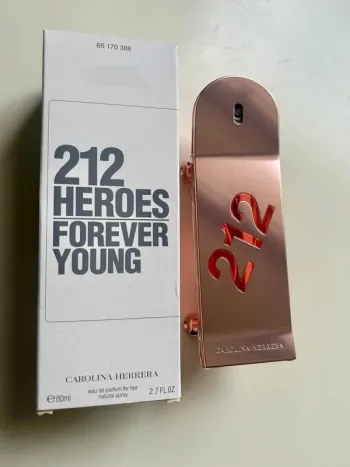 65 170 388
212
HEROES
FOREVER
YOUNG
CAROLINA HERRERA
eau de parfum for her
natural spray
℮ 80ml
2.7 FL OZ
212
CAROLINA HERRERA